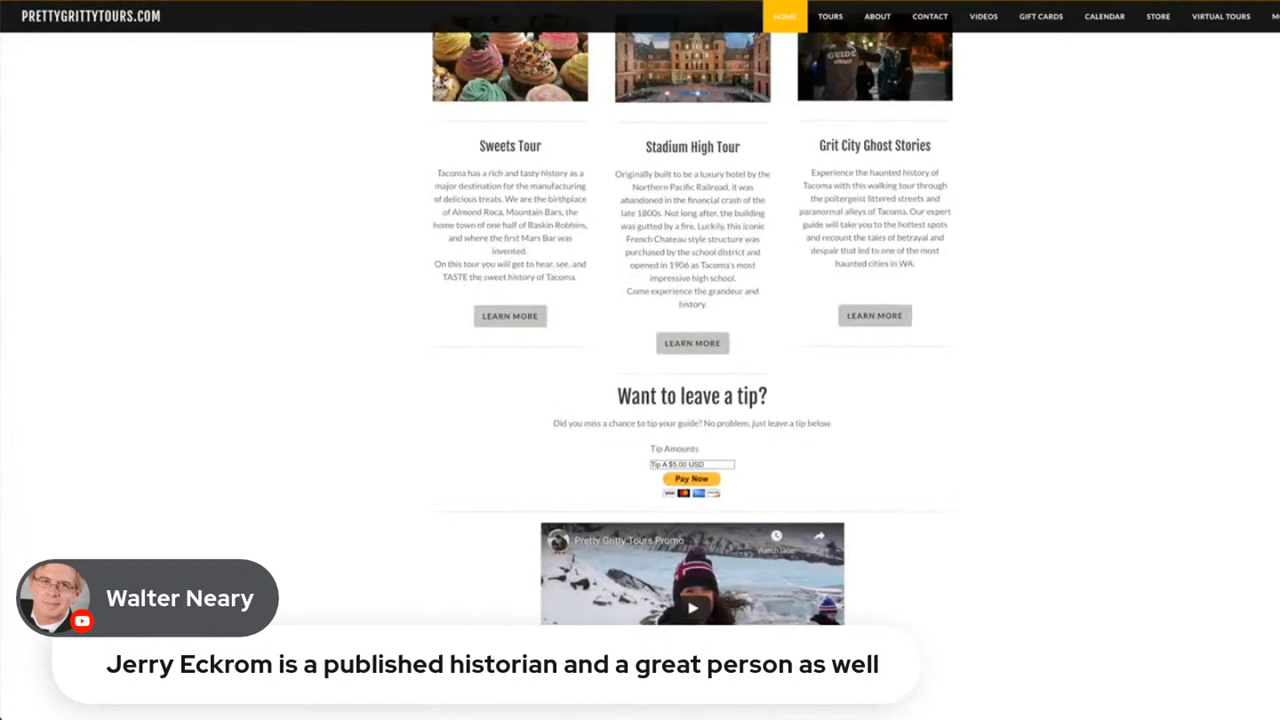 PRETTYGRITTYTOURS.COM
HOME TOURS ABOUT CONTACT VIDEOS GIFT CARDS CALENDAR STORE VIRTUAL TOURS
GUIDE
Sweets Tour
Tacoma has a rich and tasty history as a
major destination for the manufacturing
of delicious treats. We are the birthplace
of Almond Roca, Mountain Bars, the
home town of one half of Baskin Robbins,
and where the first Mars Bar was
invented.
On this tour you will get to hear, see, and
TASTE the sweet history of Tacoma.
LEARN MORE
Stadium High Tour
Originally built to be a luxury hotel by the
Northern Pacific Railroad, it was
abandoned in the financial crash of the
late 1800s. Not long after, the building
was gutted by a fire. Luckily, this iconic
French Chateau style structure was
purchased by the school district and
opened in 1906 as Tacoma's most
impressive high school.
Come experience the grandeur and
history.
LEARN MORE
Grit City Ghost Stories
Experience the haunted history of
Tacoma with this walking tour through
the poltergeist littered streets and
paranormal alleys of Tacoma. Our expert
guide will take you to the hottest spots
and recount the tales of betrayal and
despair that led to one of the most
haunted cities in WA.
LEARN MORE
Want to leave a tip?
Did you miss a chance to tip your guide? No problem, just leave a tip below.
Tip Amounts
Tip A $5.00 USD
Pay Now
Pretty Gritty Tours Promo
Watch later
Walter Neary
Jerry Eckrom is a published historian and a great person as well